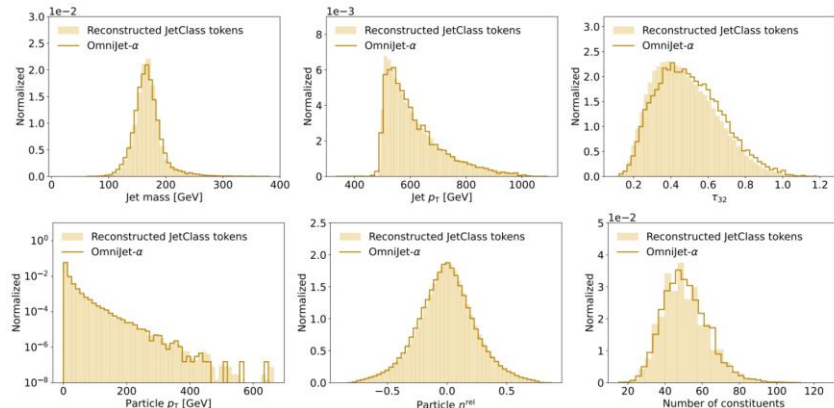 1e−2
3.0
2.5
2.0
1.5
1.0
0.5
0.0
Normalized
Reconstructed JetClass tokens
OmniJet-α
0 100 200 300 400
Jet mass [GeV]
1e−3
8
6
4
2
0
Normalized
Reconstructed JetClass tokens
OmniJet-α
400 600 800 1000
Jet pT [GeV]
3.0
2.5
2.0
1.5
1.0
0.5
0.0
Normalized
Reconstructed JetClass tokens
OmniJet-α
0.2 0.4 0.6 0.8 1.0 1.2
τ32
10^0
10^−2
10^−4
10^−6
10^−8
Normalized
Reconstructed JetClass tokens
OmniJet-α
0 200 400 600
Particle pT [GeV]
2.5
2.0
1.5
1.0
0.5
0.0
Normalized
Reconstructed JetClass tokens
OmniJet-α
−0.5 0.0 0.5
Particle η^rel
1e−2
5
4
3
2
1
0
Normalized
Reconstructed JetClass tokens
OmniJet-α
20 40 60 80 100 120
Number of constituents